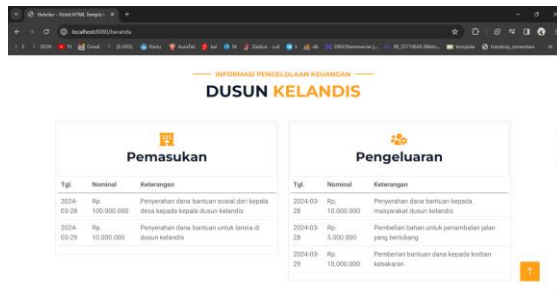 Hotelier - Hotel HTML Templa
localhost:8080/beranda
INFORMASI PENGELOLAAN KEUANGAN
DUSUN KELANDIS
Pemasukan
Tgl. Nominal Keterangan
2024-03-28 Rp. 100.000.000 Penyerahan dana bantuan sosial dari kepala desa kepada kepala dusun kelandis
2024-03-29 Rp. 10.000.000 Penyerahan dana bantuan untuk lansia di dusun kelandis
Pengeluaran
Tgl. Nominal Keterangan
2024-03-28 Rp. 10.000.000 Penyerahan dana bantuan kepada masyarakat dusun kelandis
2024-03-28 Rp. 5.000.000 Pembelian bahan untuk penambalan jalan yang berlubang
2024-03-29 Rp. 10.000.000 Pemberian bantuan dana kepada korban kebakaran